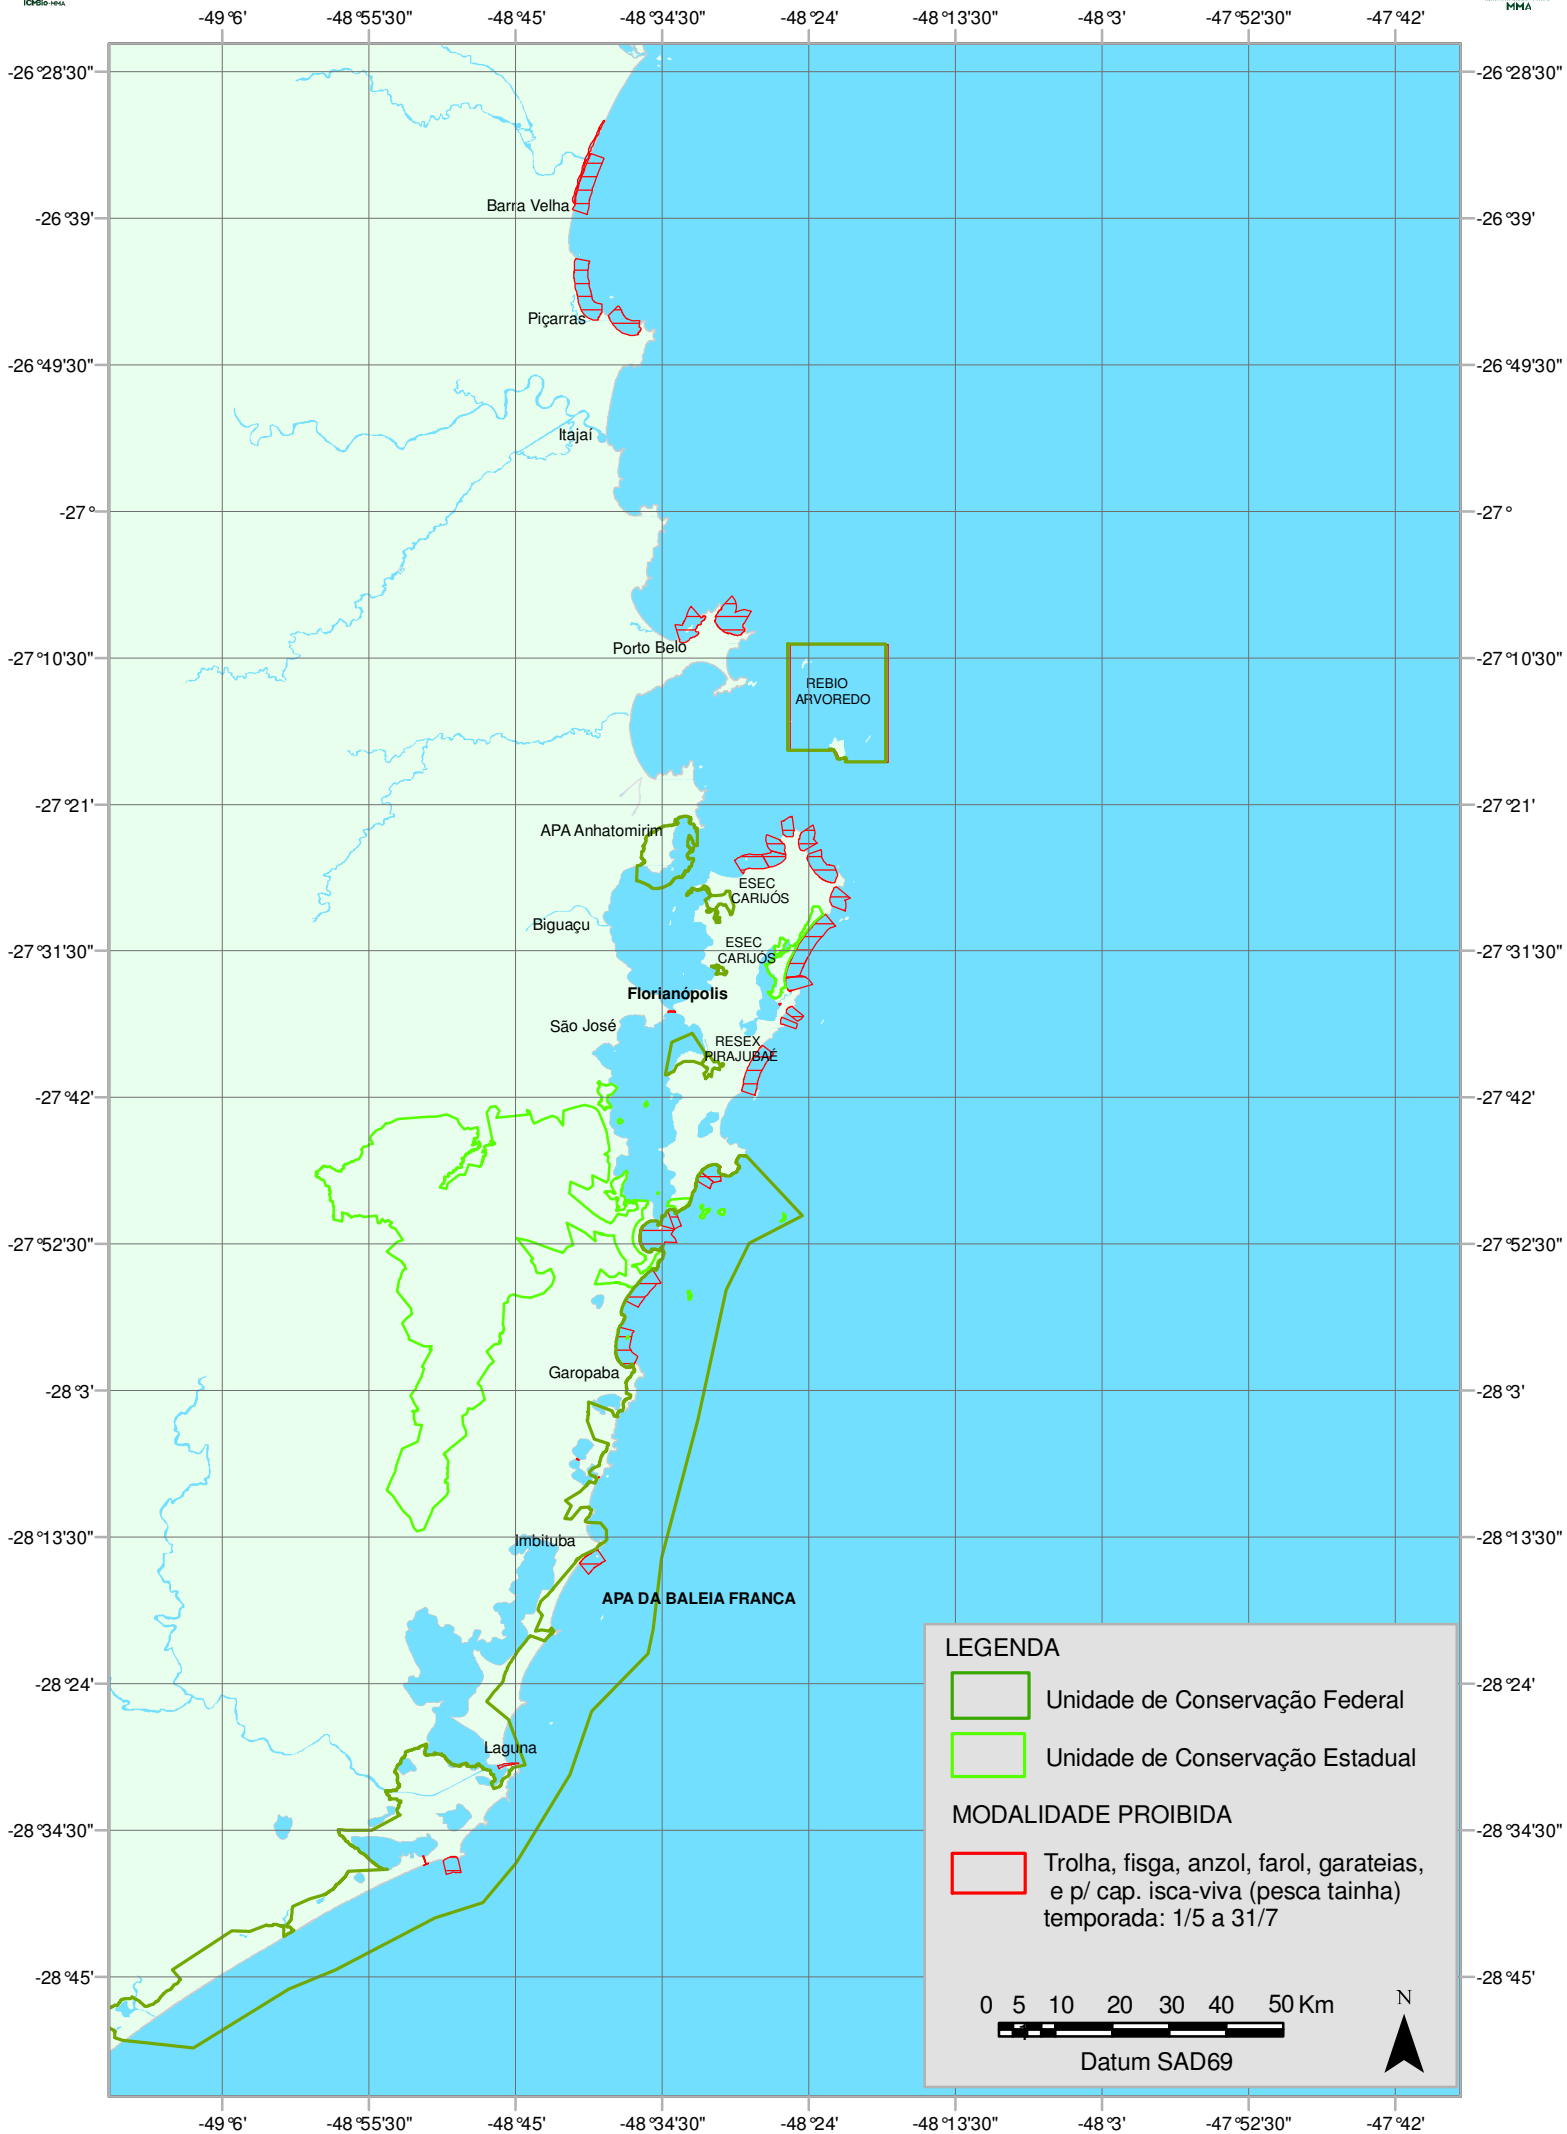 ICMBio-MMA
MMA
-49°6'
-48°55'30"
-48°45'
-48°34'30"
-48°24'
-48°13'30"
-48°3'
-47°52'30"
-47°42'
-26°28'30"
-26°28'30"
Barra Velha
-26°39'
-26°39'
Piçarras
-26°49'30"
-26°49'30"
Itajaí
-27°
-27°
Porto Belo
-27°10'30"
-27°10'30"
REBIO
ARVOREDO
-27°21'
-27°21'
APA Anhatomirim
ESEC
CARIJÓS
Biguaçu
ESEC
CARIJÓS
-27°31'30"
-27°31'30"
Florianópolis
São José
RESEX
PIRAJUBAÉ
-27°42'
-27°42'
-27°52'30"
-27°52'30"
Garopaba
-28°3'
-28°3'
-28°13'30"
-28°13'30"
Imbituba
APA DA BALEIA FRANCA
-28°24'
-28°24'
Laguna
-28°34'30"
-28°34'30"
-28°45'
-28°45'
LEGENDA
Unidade de Conservação Federal
Unidade de Conservação Estadual
MODALIDADE PROIBIDA
Trolha, fisga, anzol, farol, garateias,
e p/ cap. isca-viva (pesca tainha)
temporada: 1/5 a 31/7
0 5 10 20 30 40 50 Km
N
Datum SAD69
-49°6'
-48°55'30"
-48°45'
-48°34'30"
-48°24'
-48°13'30"
-48°3'
-47°52'30"
-47°42'